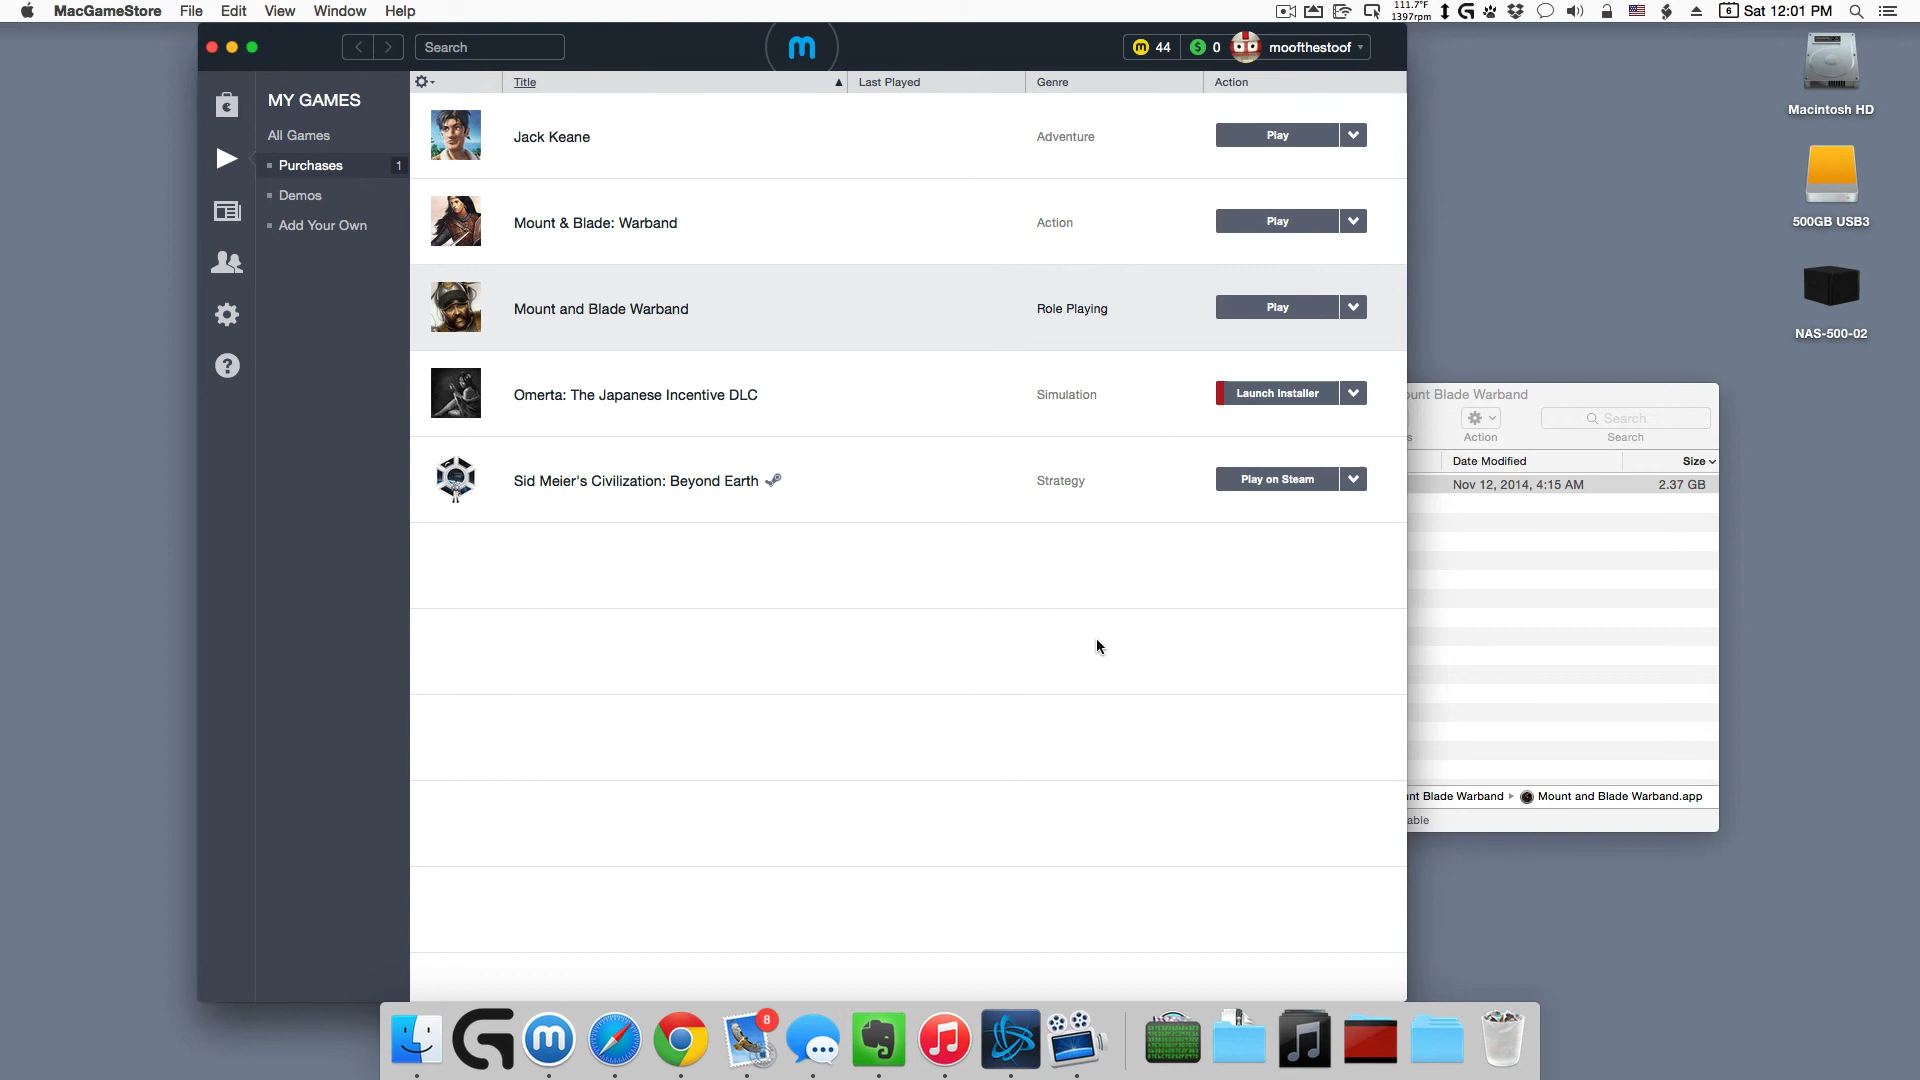 MacGameStore File Edit View Window Help
111.7°F
1397rpm
6 Sat 12:01 PM
Search
m
m 44
$ 0
moofthestoof
Macintosh HD
500GB USB3
NAS-500-02
MY GAMES
All Games
Purchases 1
Demos
Add Your Own
?
Title Last Played Genre Action
Jack Keane Adventure Play
Mount & Blade: Warband Action Play
Mount and Blade Warband Role Playing Play
Omerta: The Japanese Incentive DLC Simulation Launch Installer
Sid Meier's Civilization: Beyond Earth Strategy Play on Steam
ount Blade Warband
Search
s Action Search
Date Modified Size
Nov 12, 2014, 4:15 AM 2.37 GB
nt Blade Warband Mount and Blade Warband.app
able
m
8